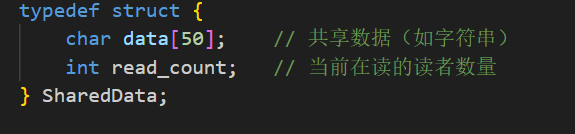 typedef struct {
    char data[50];    // 共享数据（如字符串）
    int read_count;   // 当前在读的读者数量
} SharedData;